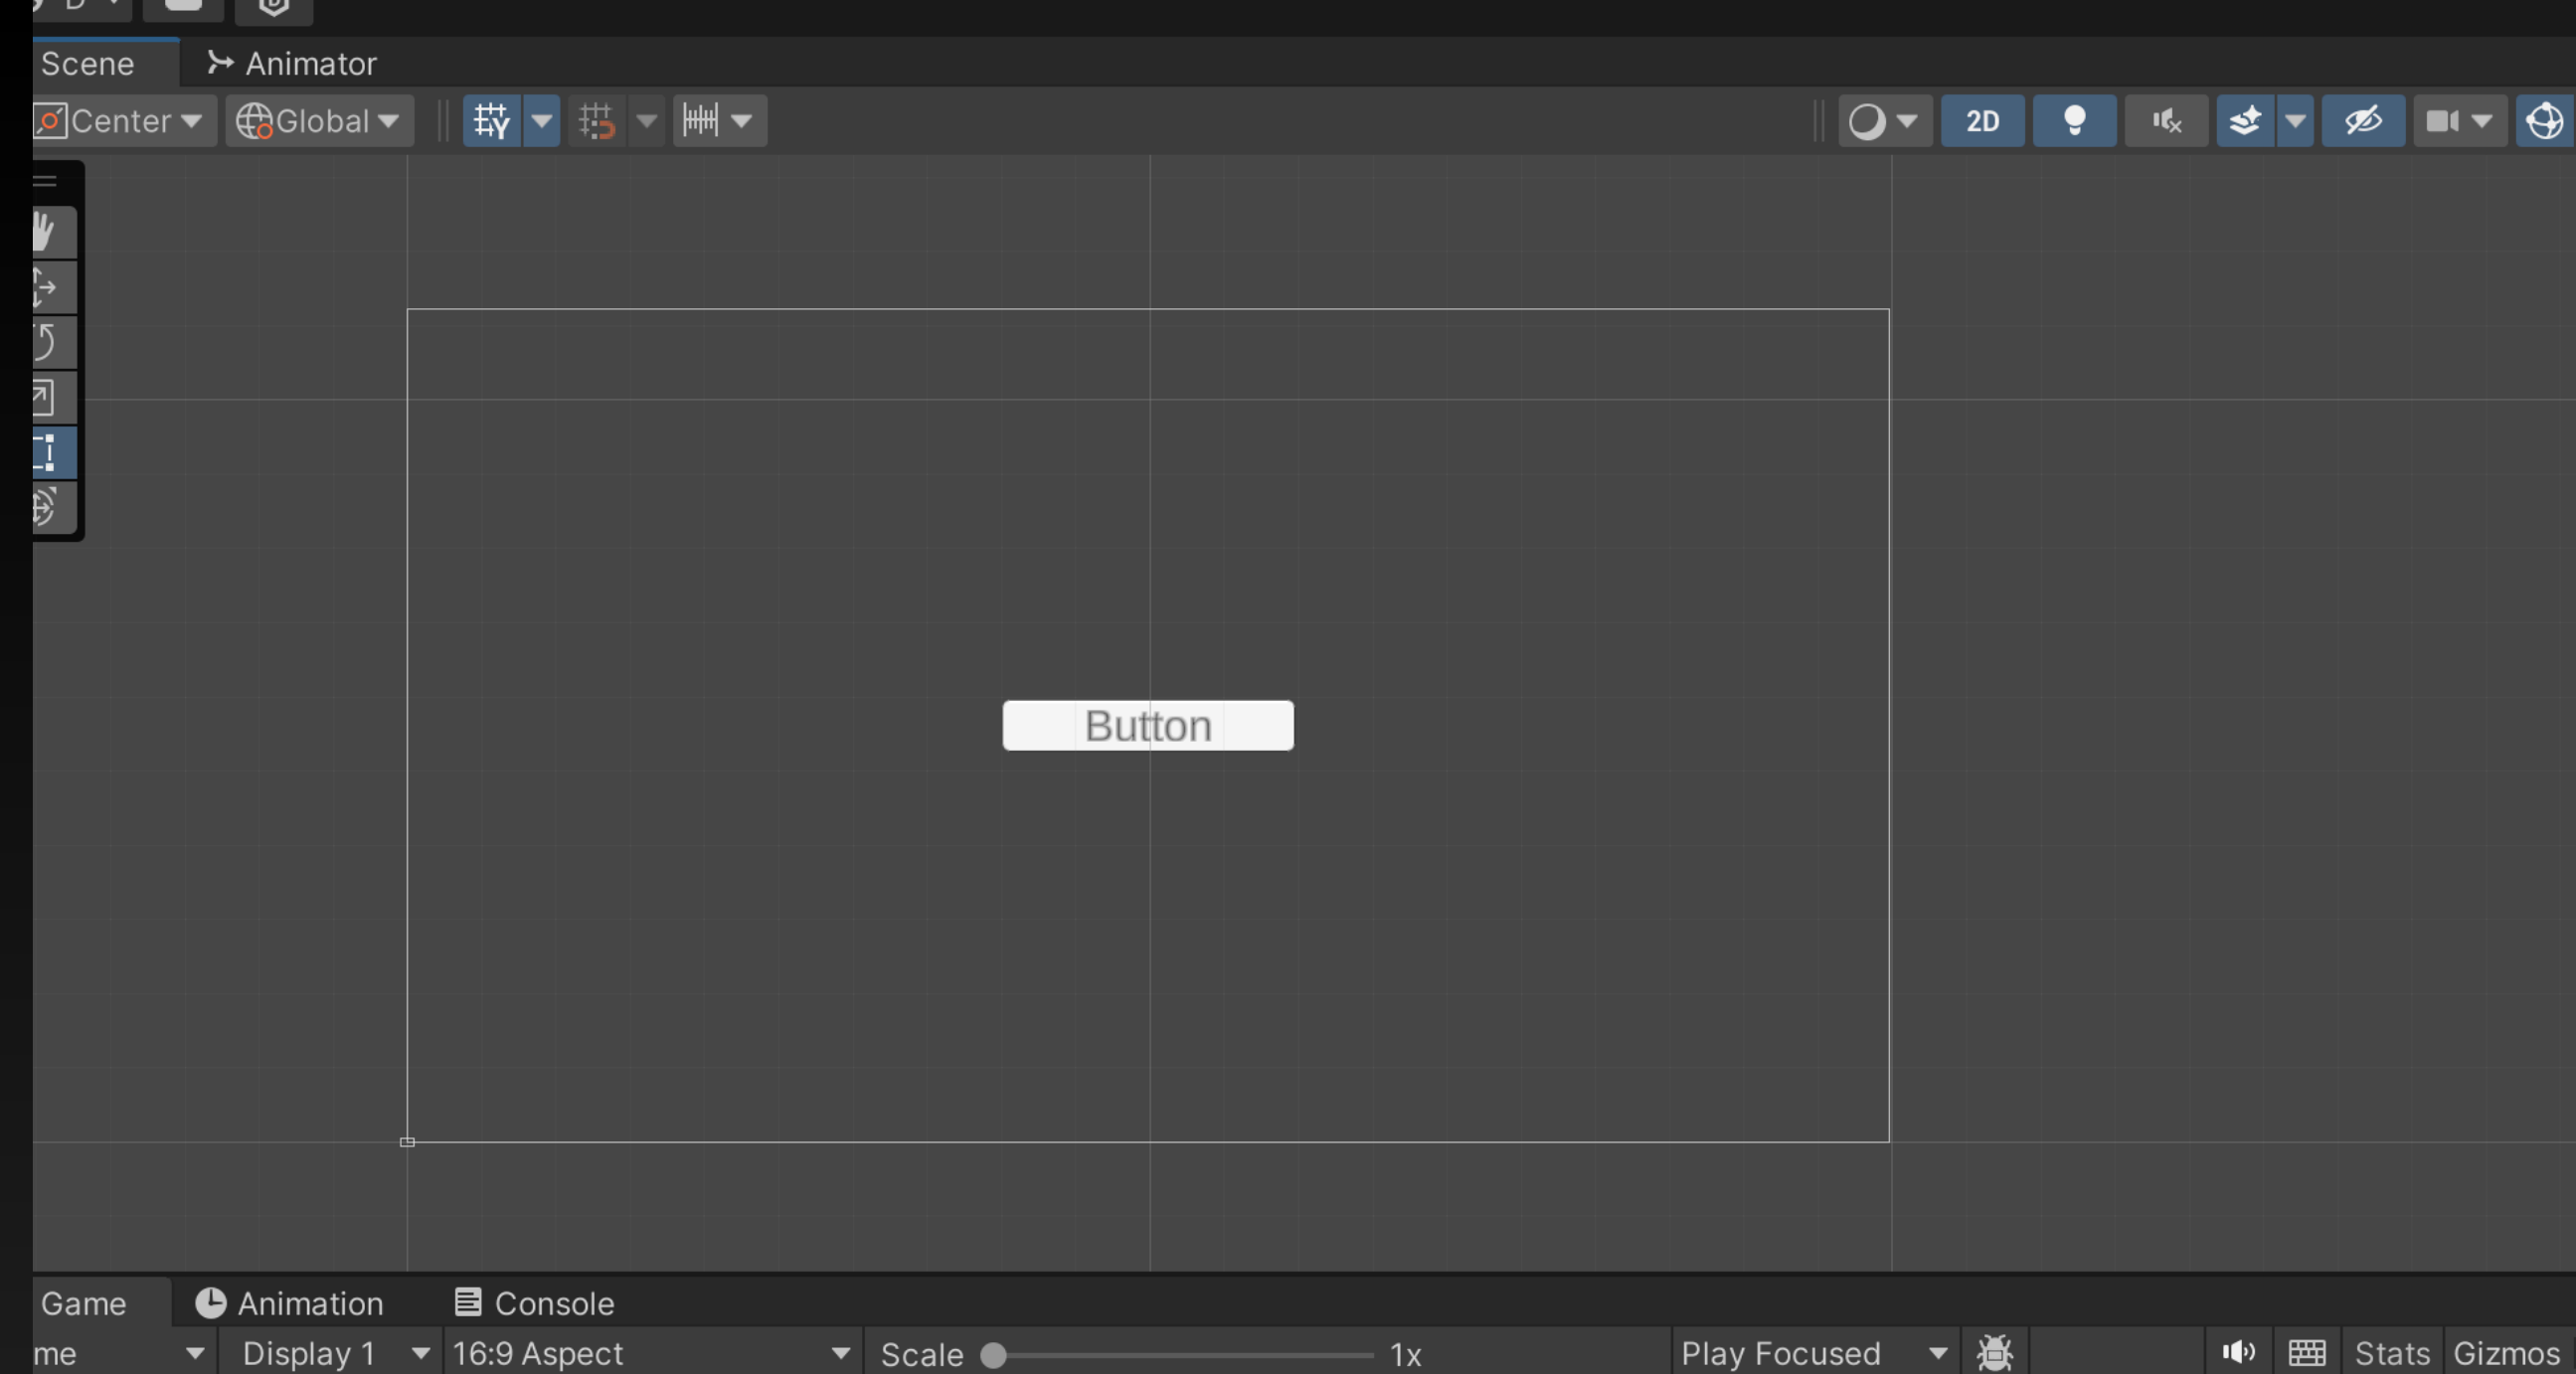 Scene Animator
Center Global 2D
Button
Game Animation Console
me Display 1 16:9 Aspect Scale 1x Play Focused Stats Gizmos